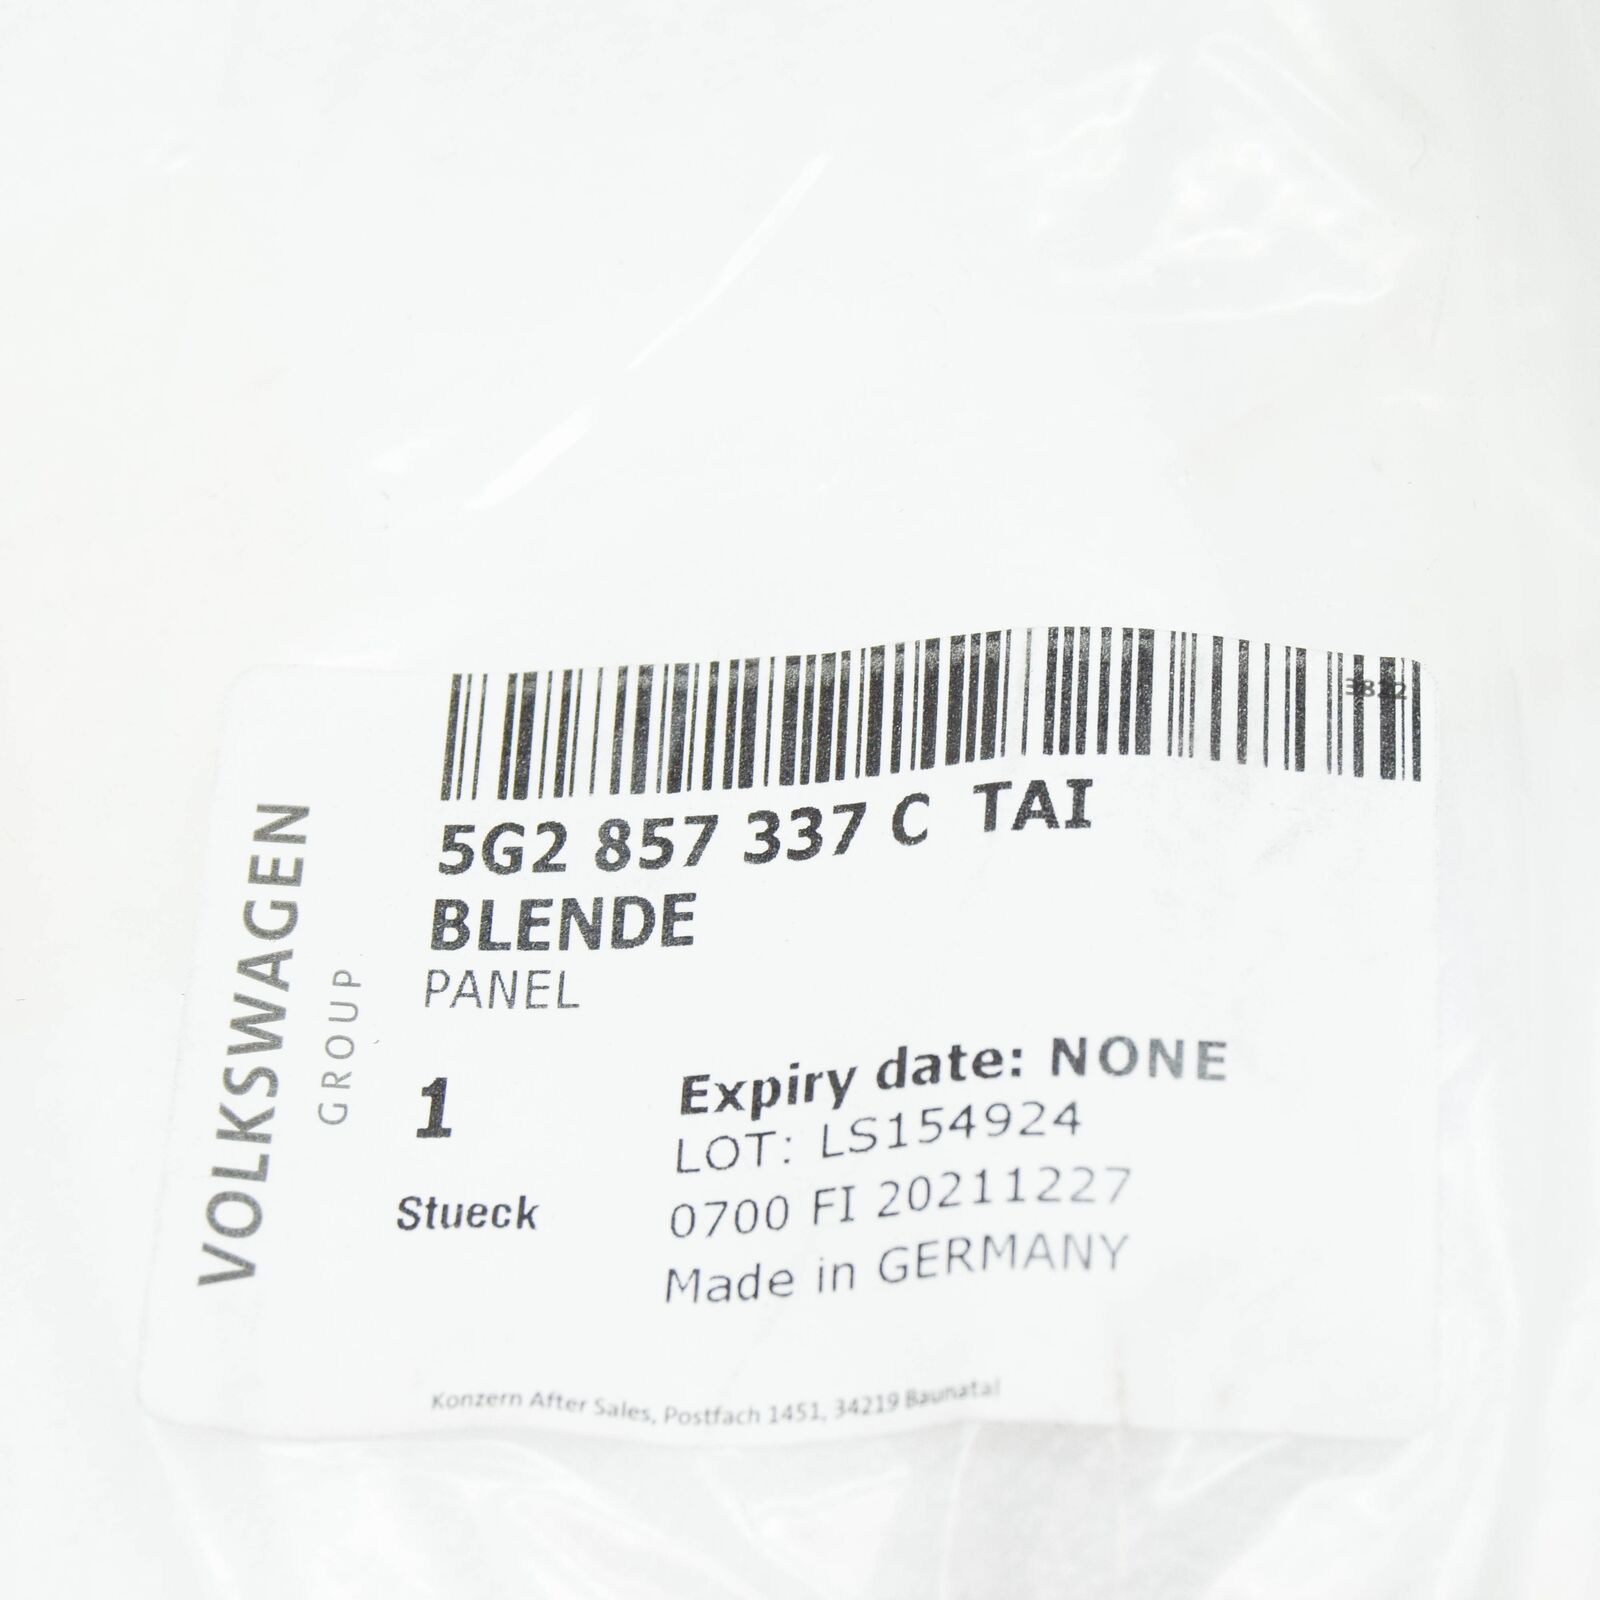 3822
5G2 857 337 C TAI
BLENDE
PANEL
VOLKSWAGEN
GROUP
1
Stueck
Expiry date: NONE
LOT: LS154924
0700 FI 20211227
Made in GERMANY
Konzern After Sales, Postfach 1451, 34219 Baunatal